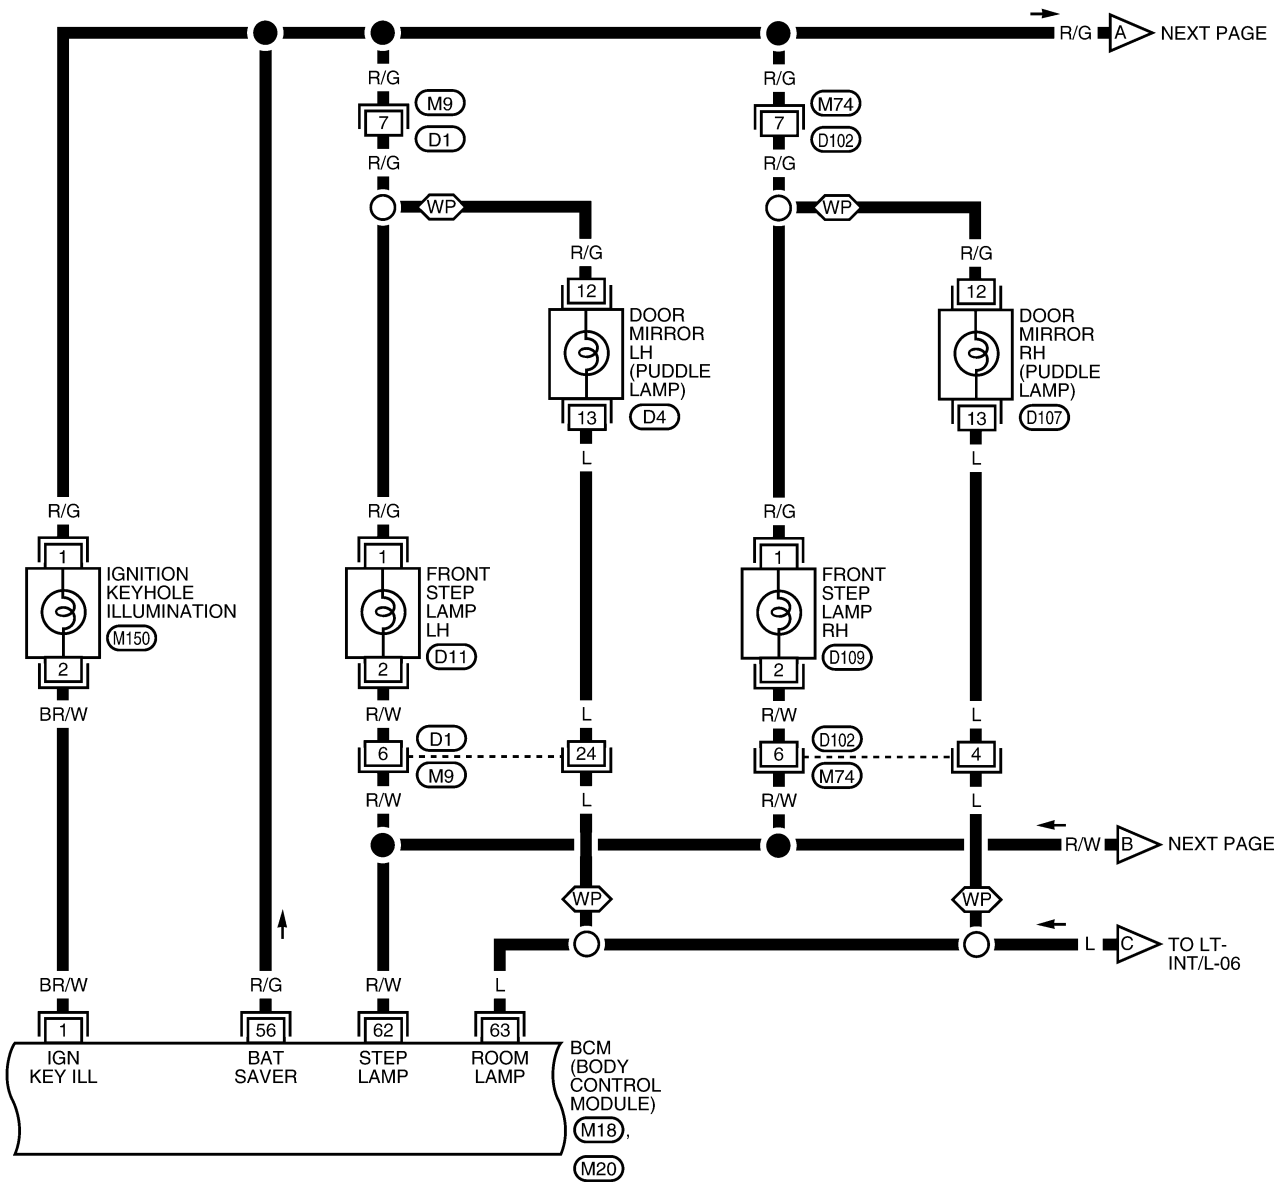 R/G A NEXT PAGE
R/G
R/G
7
M9
D1
7
M74
D102
R/G
R/G
WP
WP
R/G
R/G
12
12
DOOR
MIRROR
LH
(PUDDLE
LAMP)
D4
DOOR
MIRROR
RH
(PUDDLE
LAMP)
D107
13
13
L
L
R/G
R/G
R/G
1
1
1
IGNITION
KEYHOLE
ILLUMINATION
M150
FRONT
STEP
LAMP
LH
D11
FRONT
STEP
LAMP
RH
D109
2
2
2
BR/W
R/W
L
R/W
L
6
D1
M9
24
6
D102
M74
4
R/W
L
R/W
L
R/W B NEXT PAGE
WP
WP
L C TO LT-
INT/L-06
BR/W
R/G
R/W
L
1
56
62
63
IGN
KEY ILL
BAT
SAVER
STEP
LAMP
ROOM
LAMP
BCM
(BODY
CONTROL
MODULE)
M18,
M20